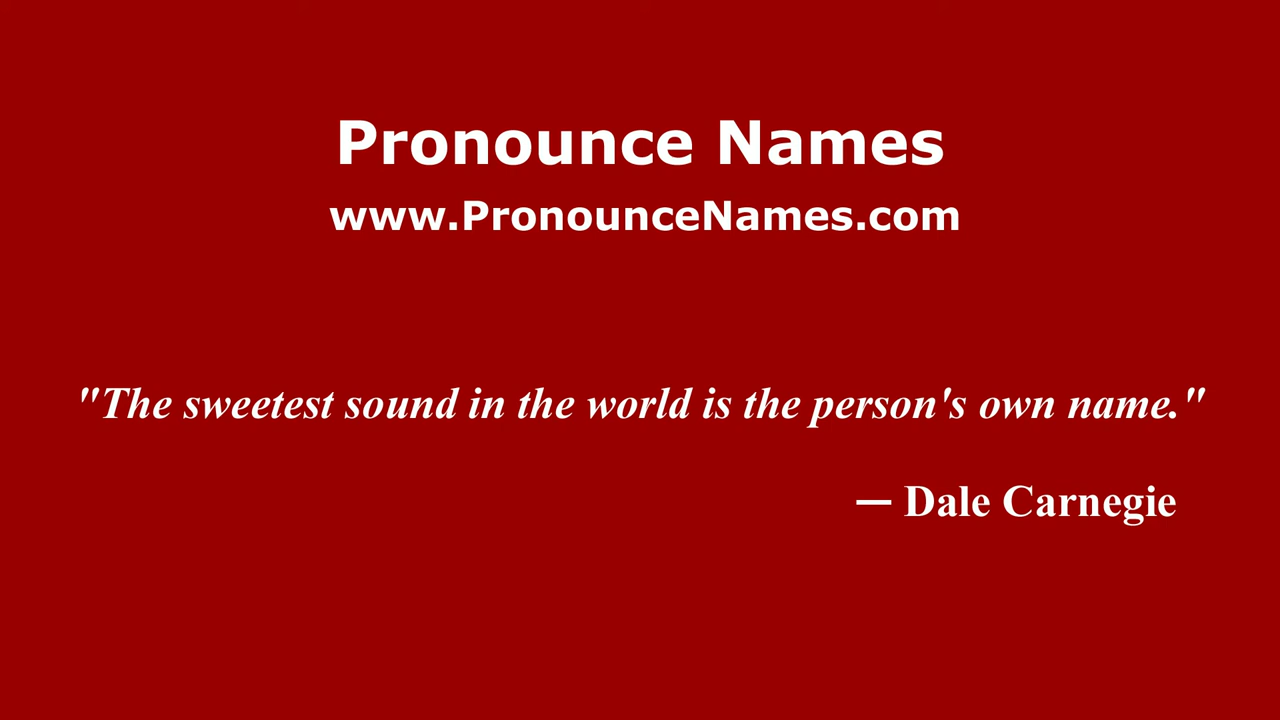 Pronounce Names
www.PronounceNames.com
"The sweetest sound in the world is the person's own name."
— Dale Carnegie